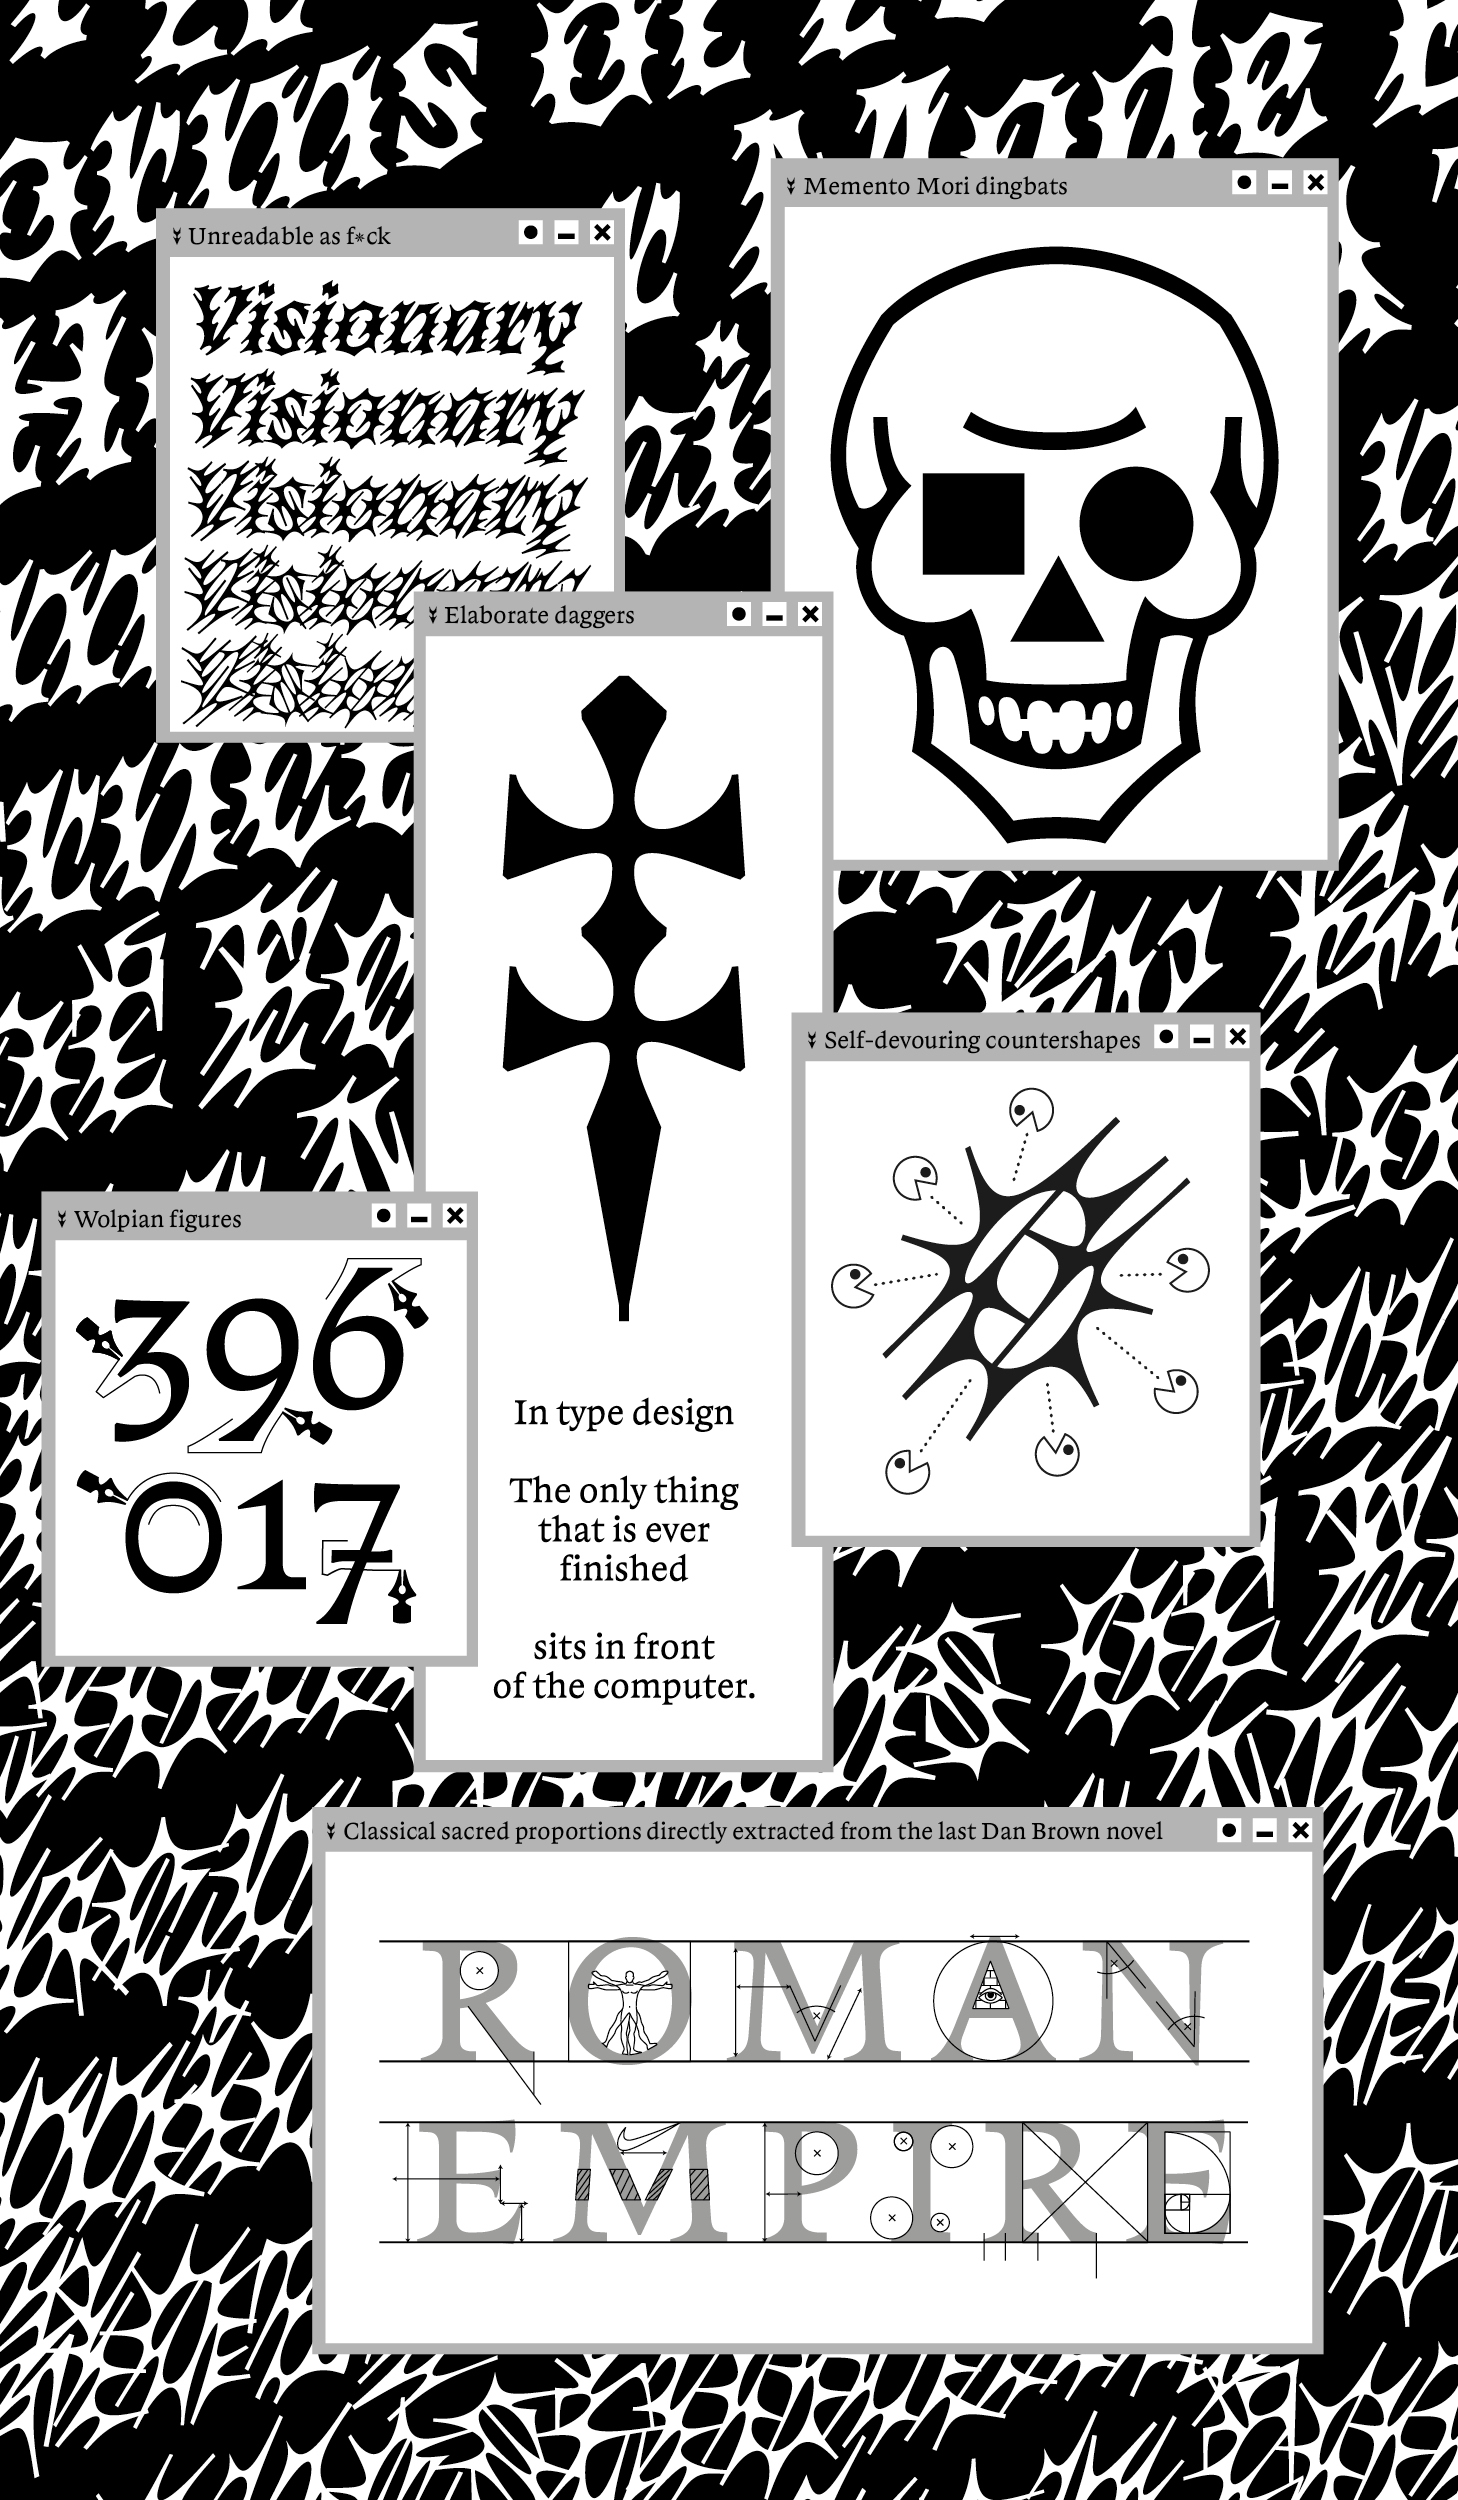 Memento Mori dingbats
Unreadable as f*ck
Visionary
Visionary
Visionary
Elaborate daggers
Self-devouring countershapes
Wolpian figures
396
017
In type design
The only thing
that is ever
finished
sits in front
of the computer.
Classical sacred proportions directly extracted from the last Dan Brown novel
ROMAN
EMPIRE